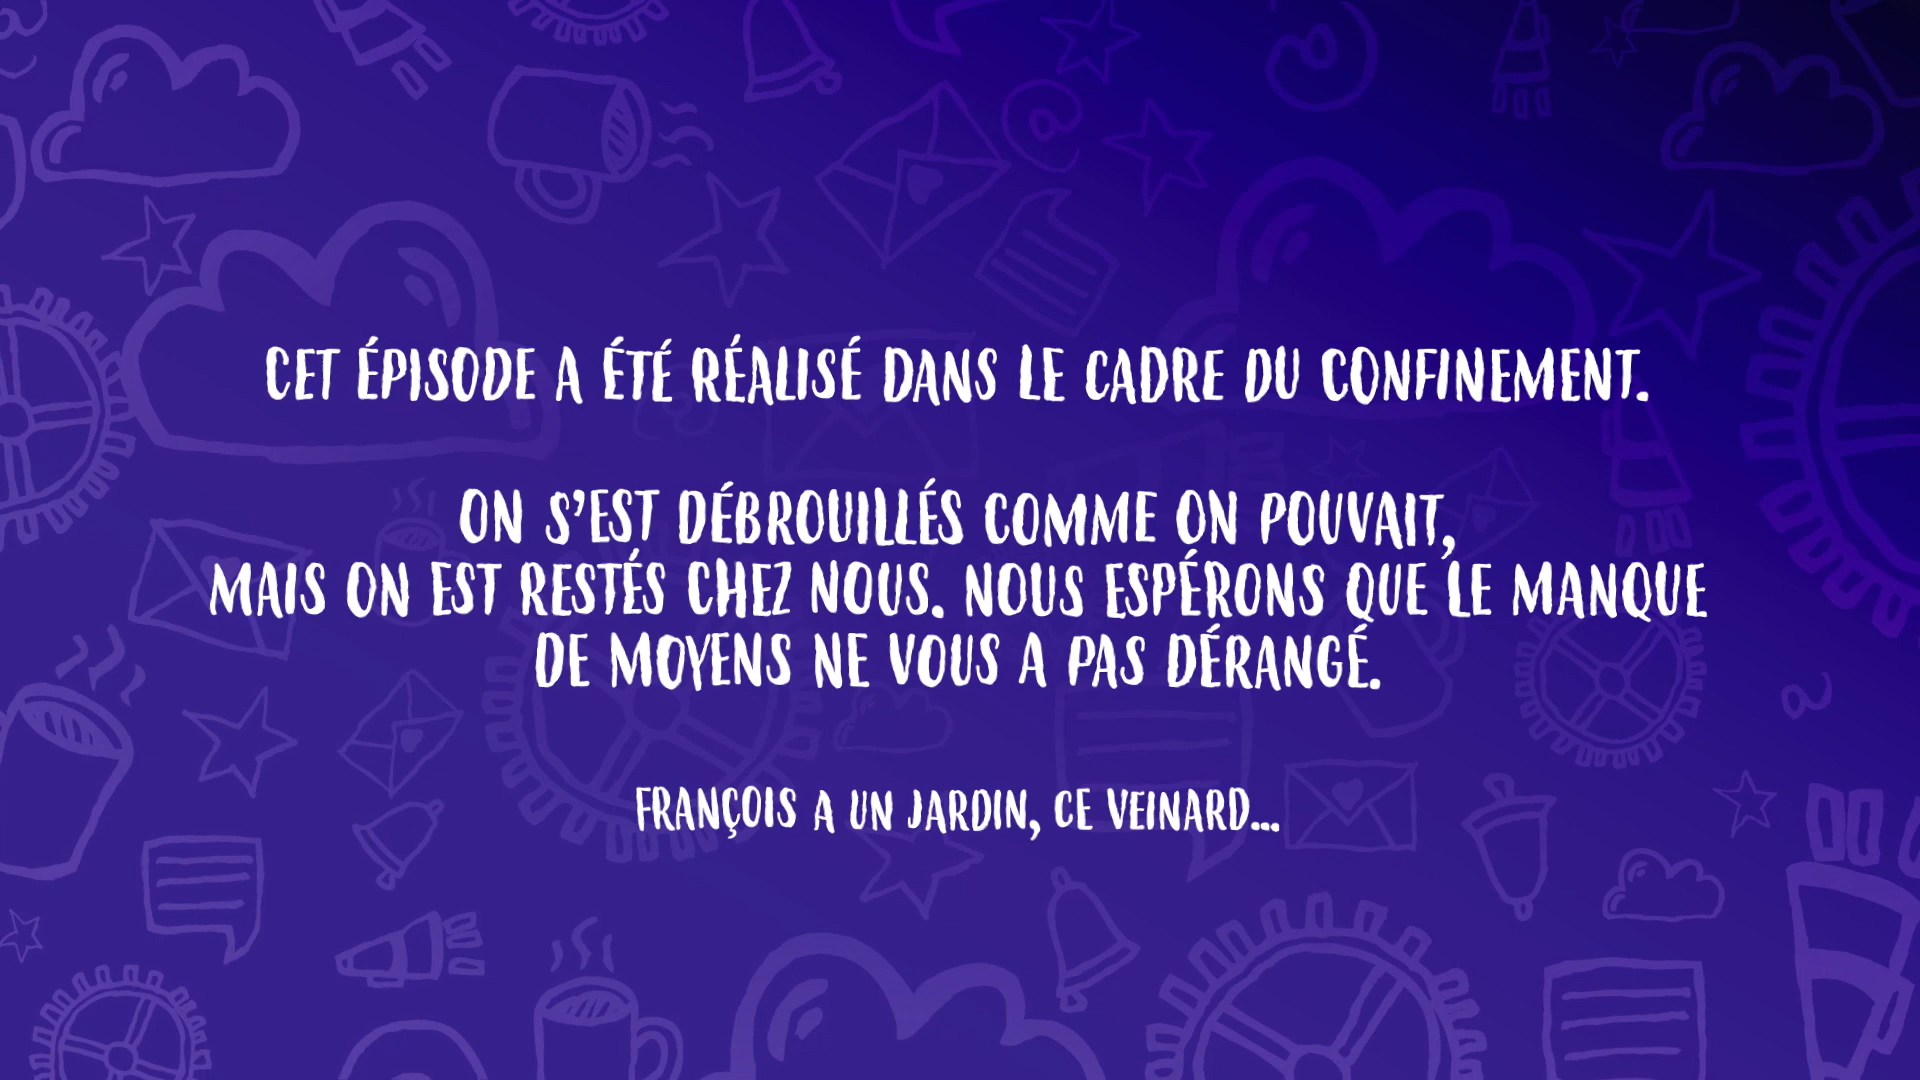 CET ÉPISODE A ÉTÉ RÉALISÉ DANS LE CADRE DU CONFINEMENT.
ON S'EST DÉBROUILLÉS COMME ON POUVAIT,
MAIS ON EST RESTÉS CHEZ NOUS. NOUS ESPÉRONS QUE LE MANQUE
DE MOYENS NE VOUS A PAS DÉRANGÉ.
FRANÇOIS A UN JARDIN, CE VEINARD...